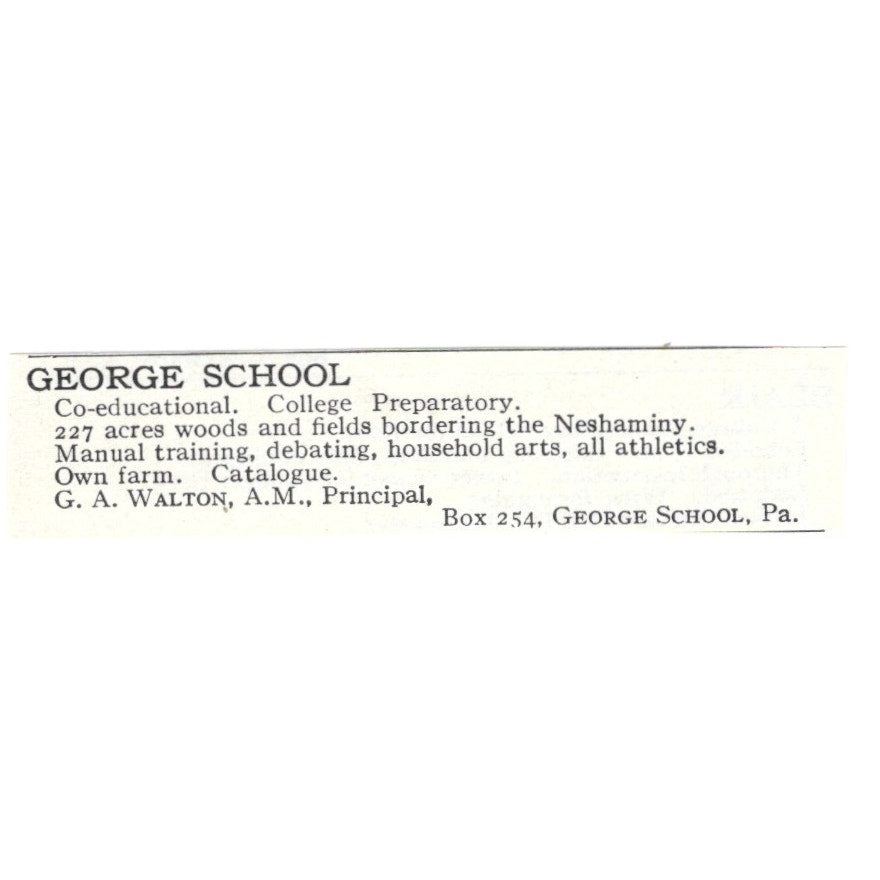 GEORGE SCHOOL
Co-educational. College Preparatory.
227 acres woods and fields bordering the Neshaminy.
Manual training, debating, household arts, all athletics.
Own farm. Catalogue.
G. A. WALTON, A.M., Principal,
Box 254, GEORGE SCHOOL, Pa.